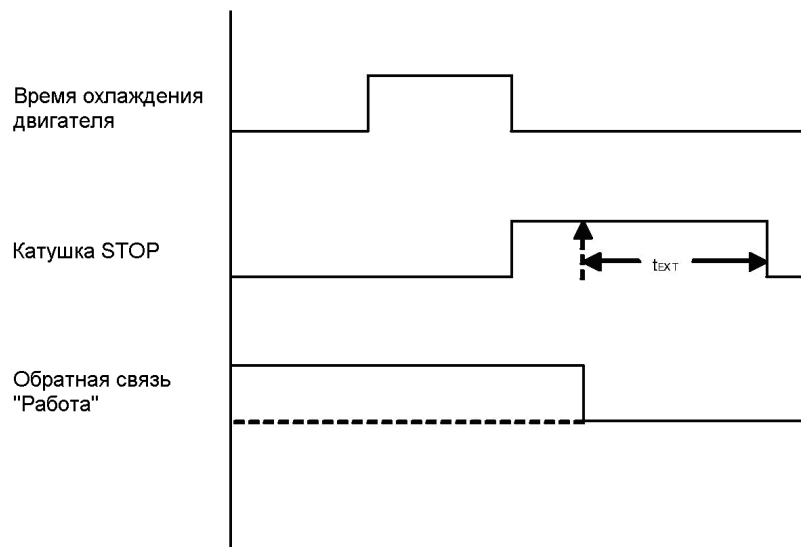 Время охлаждения
двигателя
Катушка STOP
tEXT
Обратная связь
"Работа"